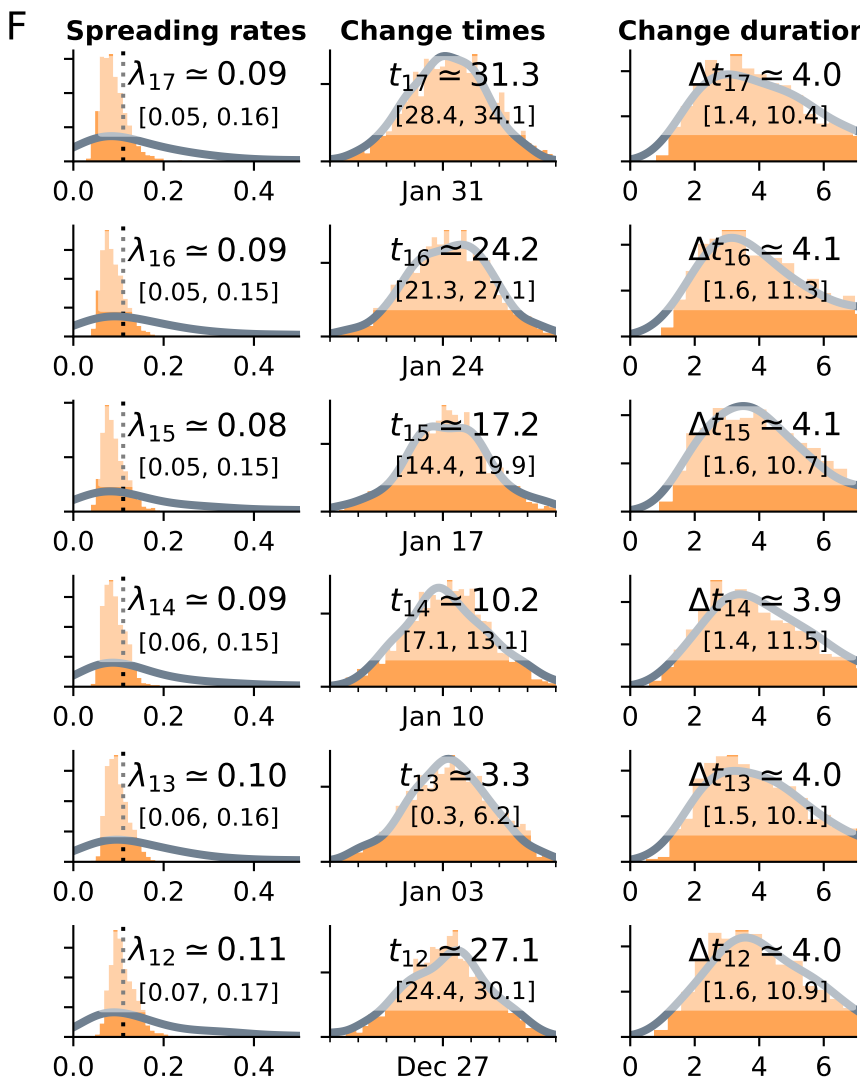 F
Spreading rates Change times Change duration
λ17 ≃ 0.09 t17 ≃ 31.3 Δt17 ≃ 4.0
[0.05, 0.16] [28.4, 34.1] [1.4, 10.4]
0.0 0.2 0.4 Jan 31 0 2 4 6
λ16 ≃ 0.09 t16 ≃ 24.2 Δt16 ≃ 4.1
[0.05, 0.15] [21.3, 27.1] [1.6, 11.3]
0.0 0.2 0.4 Jan 24 0 2 4 6
λ15 ≃ 0.08 t15 ≃ 17.2 Δt15 ≃ 4.1
[0.05, 0.15] [14.4, 19.9] [1.6, 10.7]
0.0 0.2 0.4 Jan 17 0 2 4 6
λ14 ≃ 0.09 t14 ≃ 10.2 Δt14 ≃ 3.9
[0.06, 0.15] [7.1, 13.1] [1.4, 11.5]
0.0 0.2 0.4 Jan 10 0 2 4 6
λ13 ≃ 0.10 t13 ≃ 3.3 Δt13 ≃ 4.0
[0.06, 0.16] [0.3, 6.2] [1.5, 10.1]
0.0 0.2 0.4 Jan 03 0 2 4 6
λ12 ≃ 0.11 t12 ≃ 27.1 Δt12 ≃ 4.0
[0.07, 0.17] [24.4, 30.1] [1.6, 10.9]
0.0 0.2 0.4 Dec 27 0 2 4 6